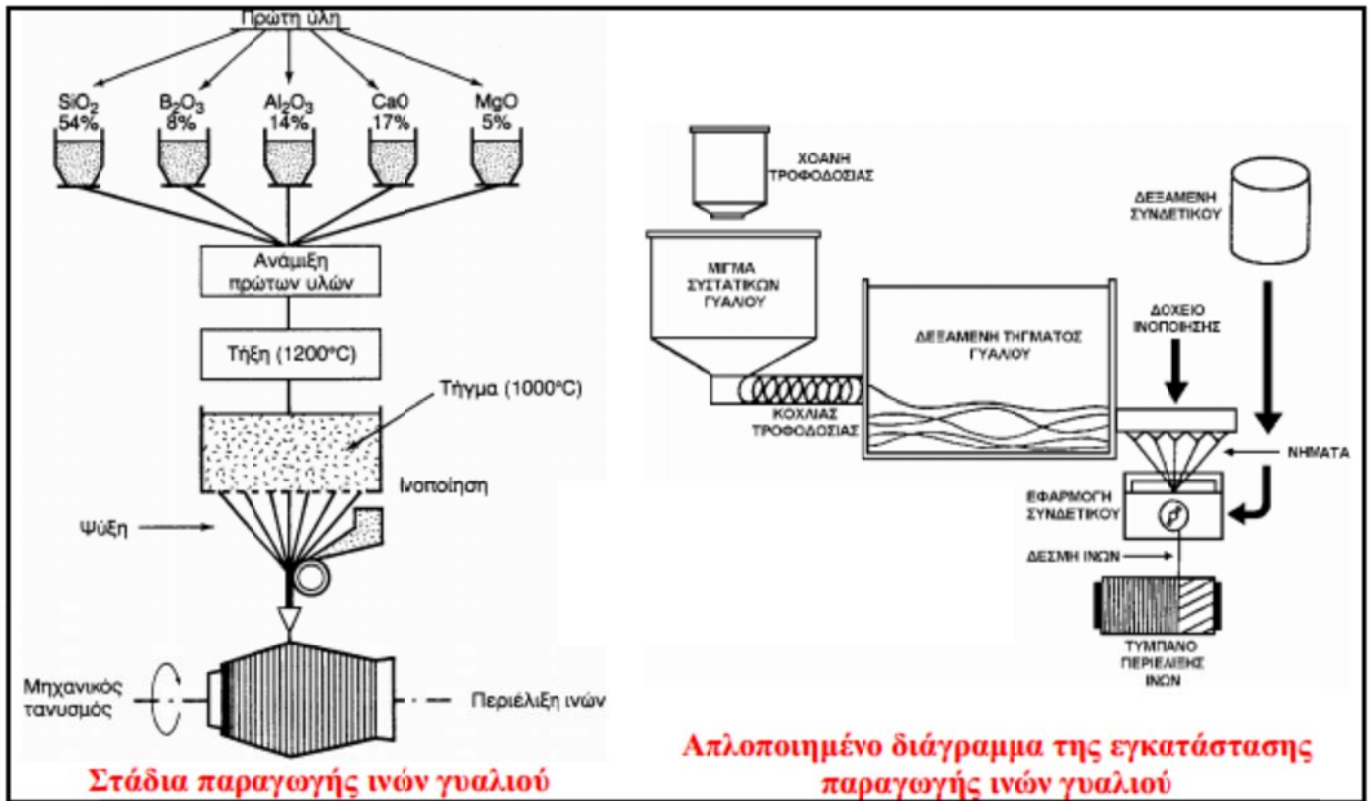 Πρώτη ύλη
SiO₂ B₂O₃ Al₂O₃ Ca0 MgO
54% 8% 14% 17% 5%
Ανάμιξη
πρώτων υλών
Τήξη (1200°C)
Τήγμα (1000°C)
Ινοποίηση
Ψύξη
Μηχανικός
τανυσμός
Περιέλιξη ινών
Στάδια παραγωγής ινών γυαλιού
ΧΟΑΝΗ
ΤΡΟΦΟΔΟΣΙΑΣ
ΜΙΓΜΑ
ΣΥΣΤΑΤΙΚΩΝ
ΓΥΑΛΙΟΥ
ΚΟΧΛΙΑΣ
ΤΡΟΦΟΔΟΣΙΑΣ
ΔΕΞΑΜΕΝΗ ΤΗΓΜΑΤΟΣ
ΓΥΑΛΙΟΥ
ΔΕΞΑΜΕΝΗ
ΣΥΝΔΕΤΙΚΟΥ
ΔΟΧΕΙΟ
ΙΝΟΠΟΙΗΣΗΣ
ΝΗΜΑΤΑ
ΕΦΑΡΜΟΓΗ
ΣΥΝΔΕΤΙΚΟΥ
ΔΕΣΜΗ ΙΝΩΝ
ΤΥΜΠΑΝΟ
ΠΕΡΙΕΛΙΞΗΣ
ΙΝΩΝ
Απλοποιημένο διάγραμμα της εγκατάστασης
παραγωγής ινών γυαλιού